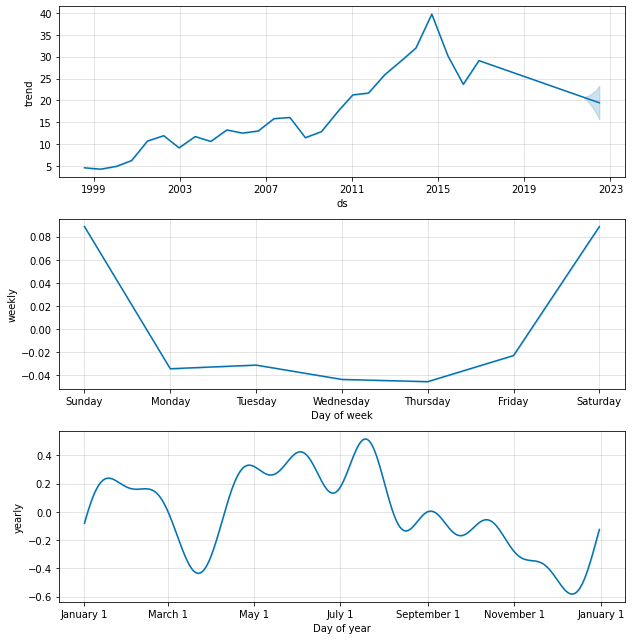 40
35
30
25
20
15
10
5
trend
1999 2003 2007 2011 2015 2019 2023
ds
0.08
0.06
0.04
0.02
0.00
−0.02
−0.04
weekly
Sunday Monday Tuesday Wednesday Thursday Friday Saturday
Day of week
0.4
0.2
0.0
−0.2
−0.4
−0.6
yearly
January 1 March 1 May 1 July 1 September 1 November 1 January 1
Day of year